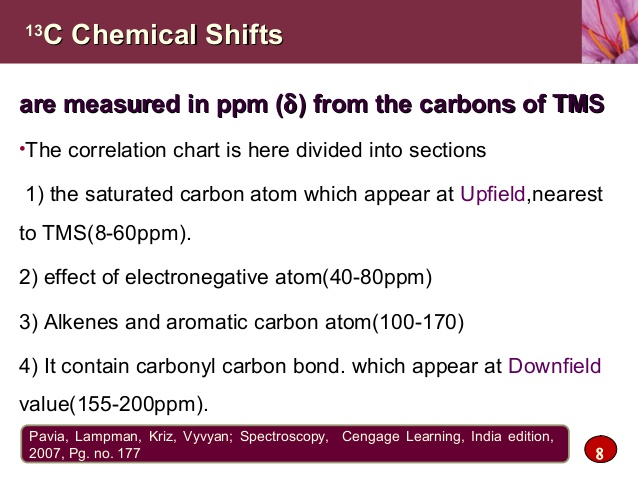 13C Chemical Shifts
are measured in ppm (δ) from the carbons of TMS
•The correlation chart is here divided into sections
1) the saturated carbon atom which appear at Upfield,nearest
to TMS(8-60ppm).
2) effect of electronegative atom(40-80ppm)
3) Alkenes and aromatic carbon atom(100-170)
4) It contain carbonyl carbon bond. which appear at Downfield
value(155-200ppm).
Pavia, Lampman, Kriz, Vyvyan; Spectroscopy, Cengage Learning, India edition,
2007, Pg. no. 177
8